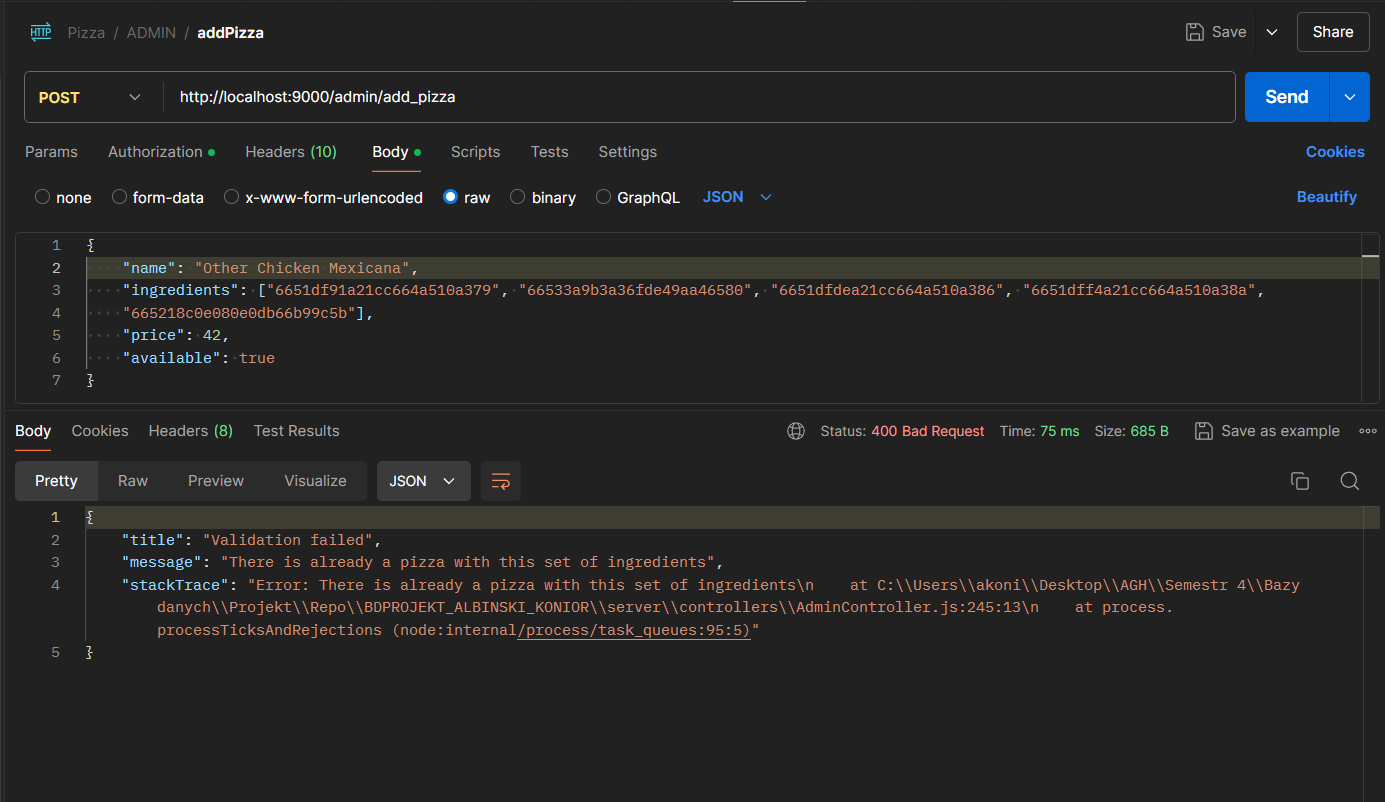 HTTP Pizza / ADMIN / addPizza Save Share
POST http://localhost:9000/admin/add_pizza Send
Params Authorization Headers (10) Body Scripts Tests Settings Cookies
none form-data x-www-form-urlencoded raw binary GraphQL JSON Beautify
1 {
2 "name": "Other Chicken Mexicana",
3 "ingredients": ["6651df91a21cc664a510a379", "66533a9b3a36fde49aa46580", "6651dfdea21cc664a510a386", "6651dff4a21cc664a510a38a",
4 "665218c0e080e0db66b99c5b"],
5 "price": 42,
6 "available": true
7 }
Body Cookies Headers (8) Test Results Status: 400 Bad Request Time: 75 ms Size: 685 B Save as example
Pretty Raw Preview Visualize JSON
1 {
2 "title": "Validation failed",
3 "message": "There is already a pizza with this set of ingredients",
4 "stackTrace": "Error: There is already a pizza with this set of ingredients\n    at C:\\Users\\akoni\\Desktop\\AGH\\Semestr 4\\Bazy
danych\\Projekt\\Repo\\BDPROJEKT_ALBINSKI_KONIOR\\server\\controllers\\AdminController.js:245:13\n    at process.
processTicksAndRejections (node:internal/process/task_queues:95:5)"
5 }